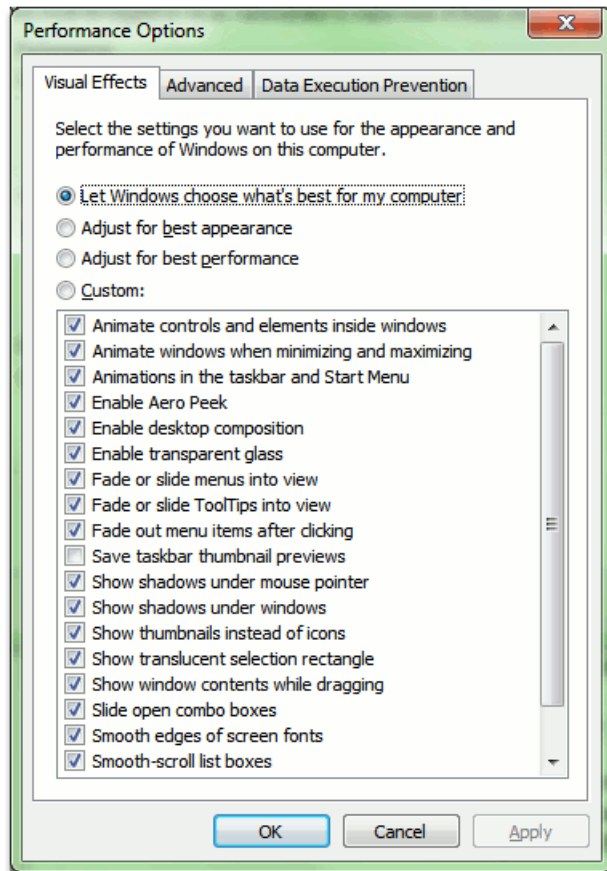 Performance Options
Visual Effects Advanced Data Execution Prevention
Select the settings you want to use for the appearance and
performance of Windows on this computer.
Let Windows choose what's best for my computer
Adjust for best appearance
Adjust for best performance
Custom:
Animate controls and elements inside windows
Animate windows when minimizing and maximizing
Animations in the taskbar and Start Menu
Enable Aero Peek
Enable desktop composition
Enable transparent glass
Fade or slide menus into view
Fade or slide ToolTips into view
Fade out menu items after clicking
Save taskbar thumbnail previews
Show shadows under mouse pointer
Show shadows under windows
Show thumbnails instead of icons
Show translucent selection rectangle
Show window contents while dragging
Slide open combo boxes
Smooth edges of screen fonts
Smooth-scroll list boxes
OK Cancel Apply